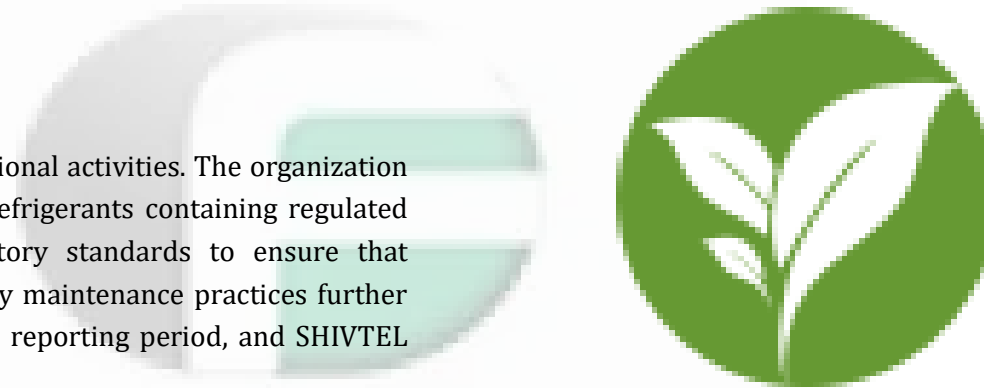 ional activities. The organization
efrigerants containing regulated
tory standards to ensure that
y maintenance practices further
reporting period, and SHIVTEL